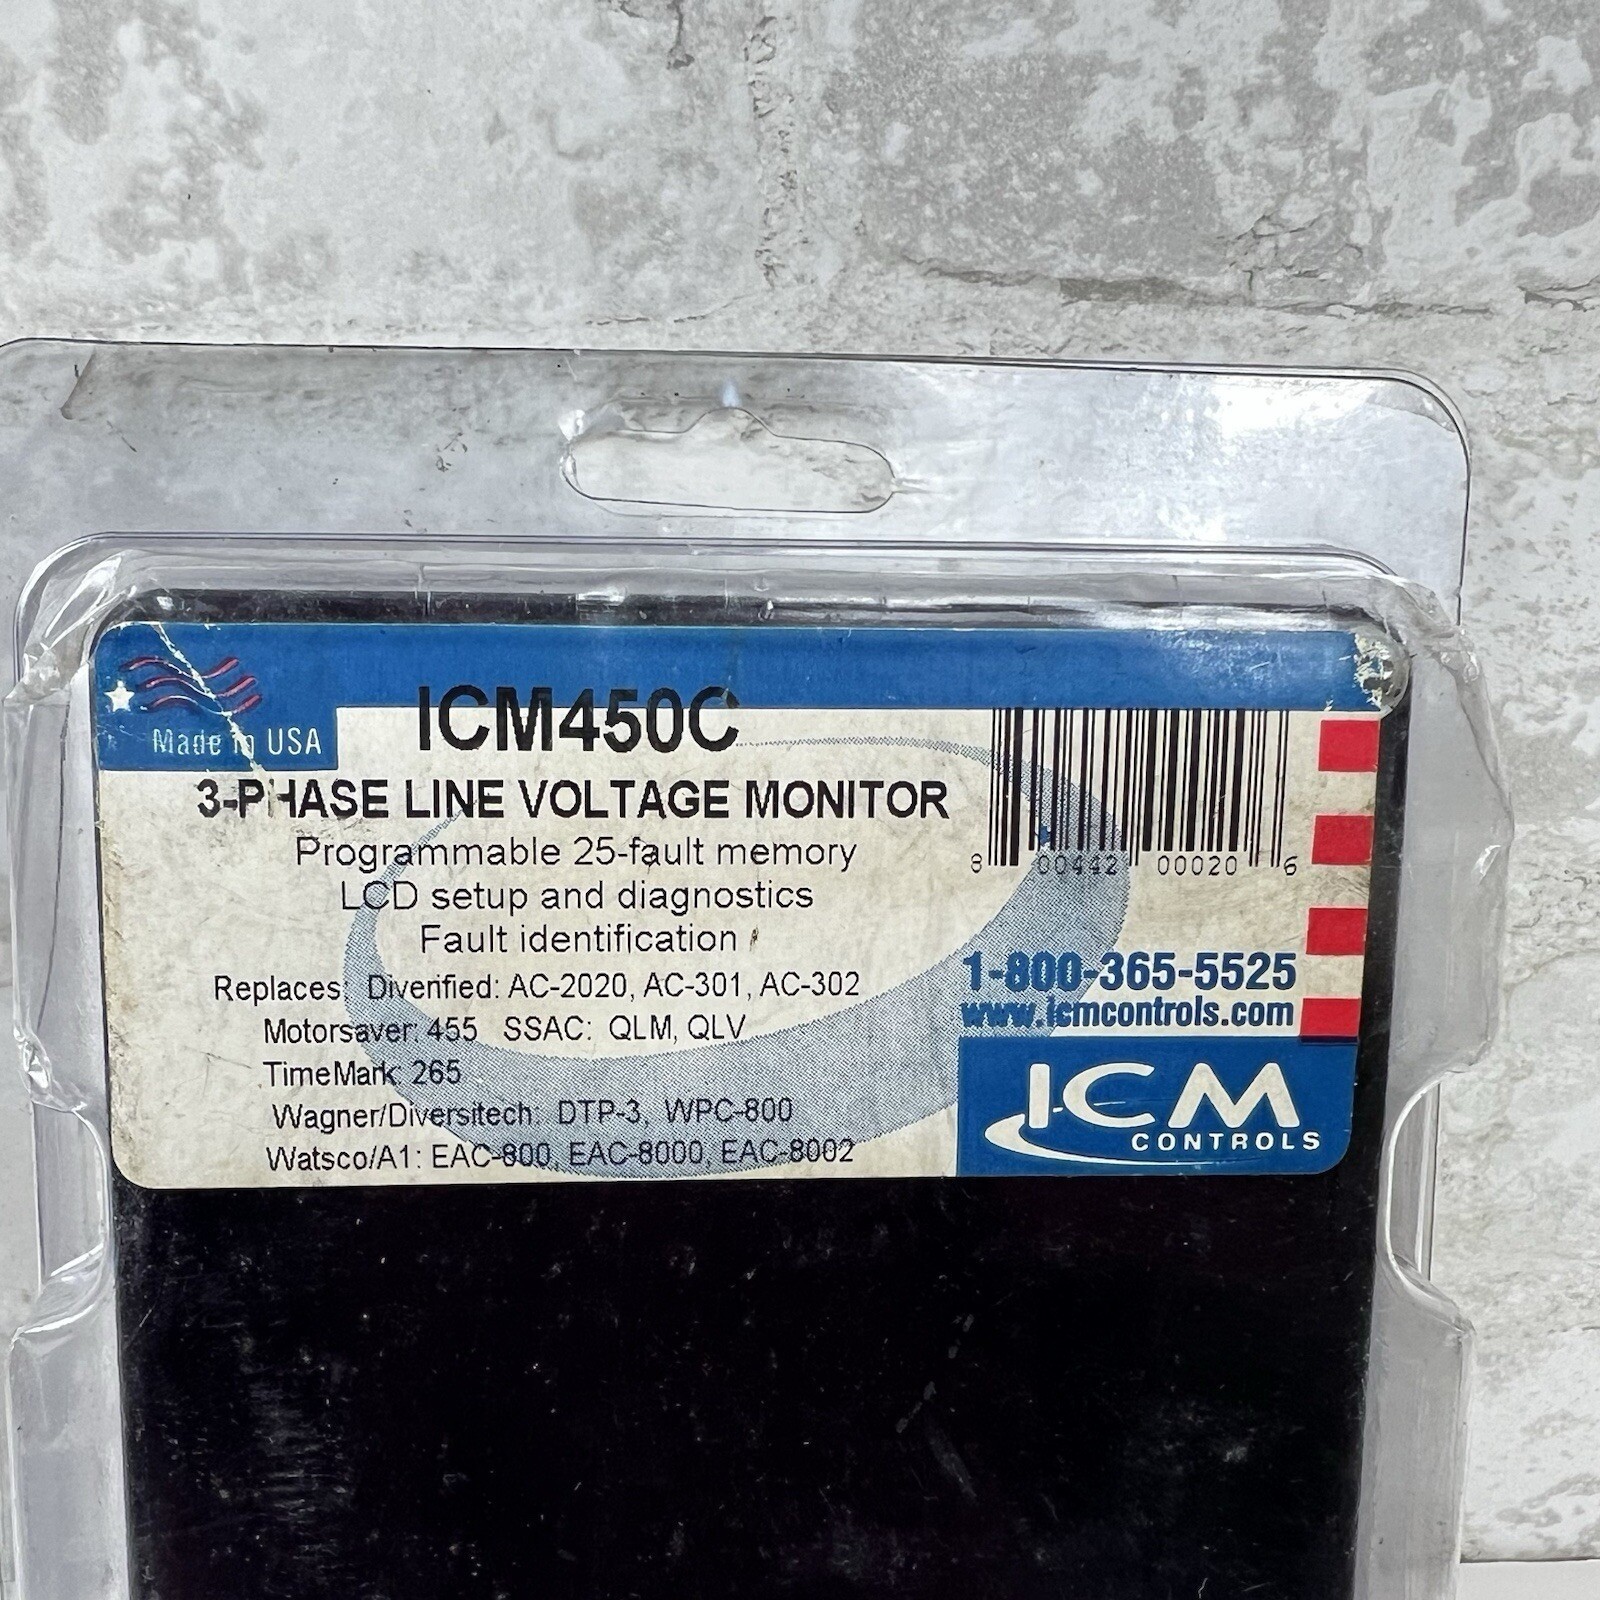 Made in USA
ICM450C
3-PHASE LINE VOLTAGE MONITOR
Programmable 25-fault memory
LCD setup and diagnostics
Fault identification
Replaces: Diverified: AC-2020, AC-301, AC-302
Motorsaver: 455 SSAC: QLM, QLV
TimeMark: 265
Wagner/Diversitech: DTP-3, WPC-800
Watsco/A1: EAC-800, EAC-8000, EAC-8002
8 00442 00020 6
1-800-365-5525
www.icmcontrols.com
ICM
CONTROLS